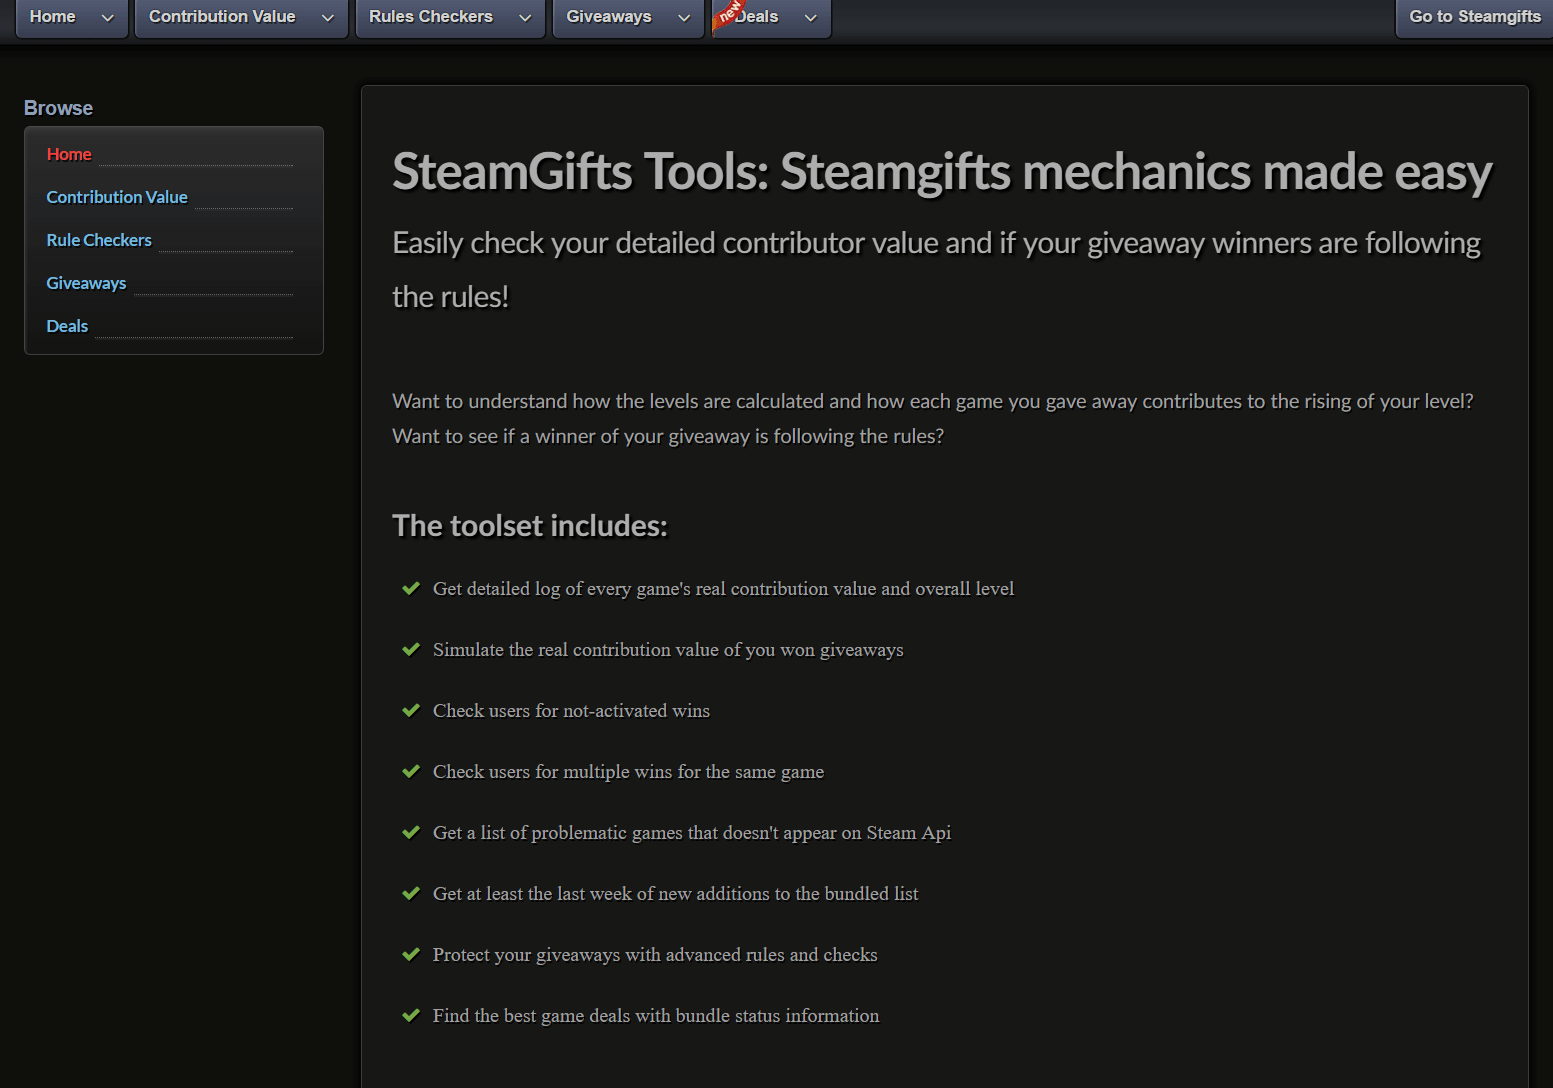 Home
Contribution Value
Rules Checkers
Giveaways
new
Deals
Go to Steamgifts
Browse
Home
Contribution Value
Rule Checkers
Giveaways
Deals
SteamGifts Tools: Steamgifts mechanics made easy
Easily check your detailed contributor value and if your giveaway winners are following
the rules!
Want to understand how the levels are calculated and how each game you gave away contributes to the rising of your level?
Want to see if a winner of your giveaway is following the rules?
The toolset includes:
Get detailed log of every game's real contribution value and overall level
Simulate the real contribution value of you won giveaways
Check users for not-activated wins
Check users for multiple wins for the same game
Get a list of problematic games that doesn't appear on Steam Api
Get at least the last week of new additions to the bundled list
Protect your giveaways with advanced rules and checks
Find the best game deals with bundle status information